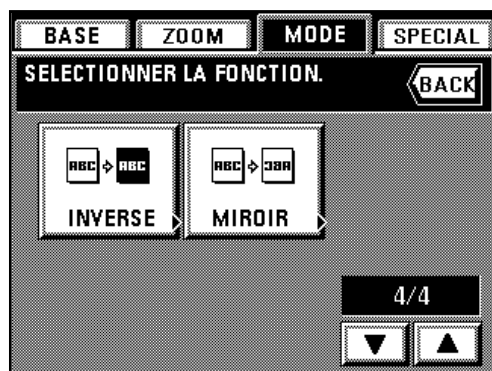 BASE ZOOM MODE SPECIAL
SELECTIONNER LA FONCTION.
BACK
ABC ABC ABC ABC
INVERSE MIROIR
4/4